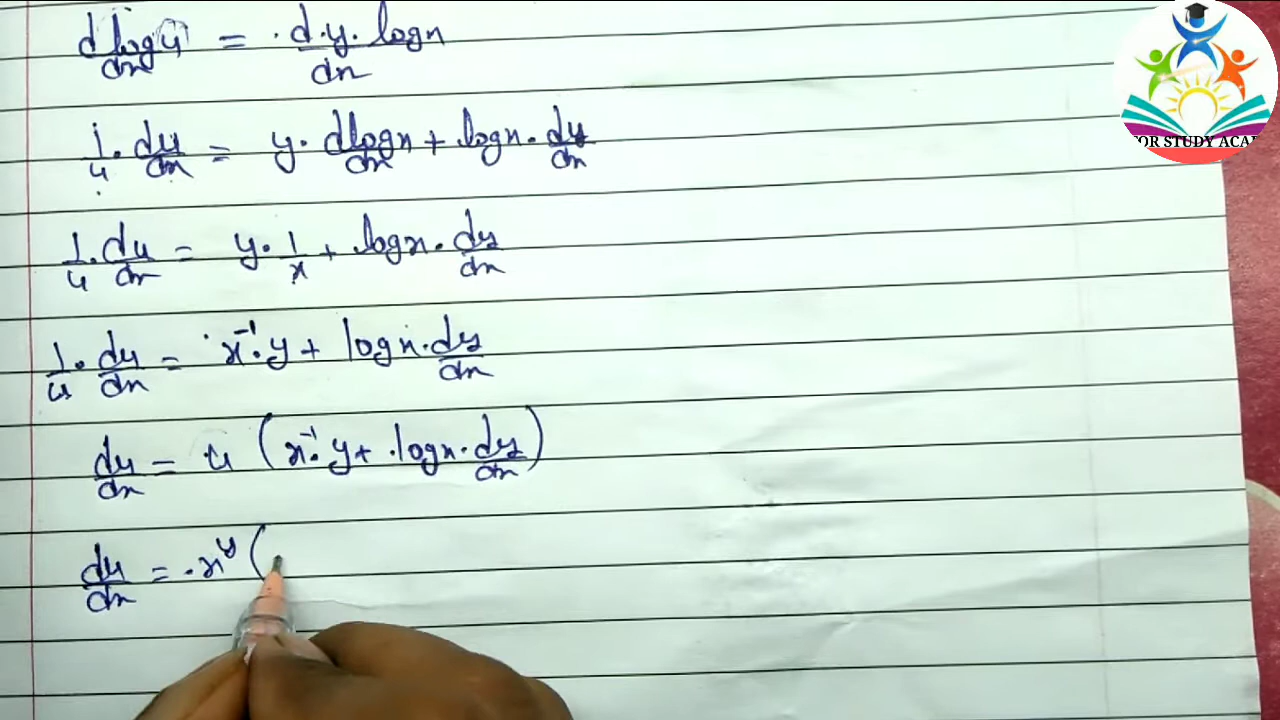 d log u/dx = d.y.log x/dx
1/u . du/dx = y. d log x/dx + log x . dy/dx
1/u . du/dx = y. 1/x + log x . dy/dx
1/u . du/dx = x⁻¹.y + log x . dy/dx
du/dx = u (x⁻¹.y + log x . dy/dx)
du/dx = x^y (
OR STUDY ACA